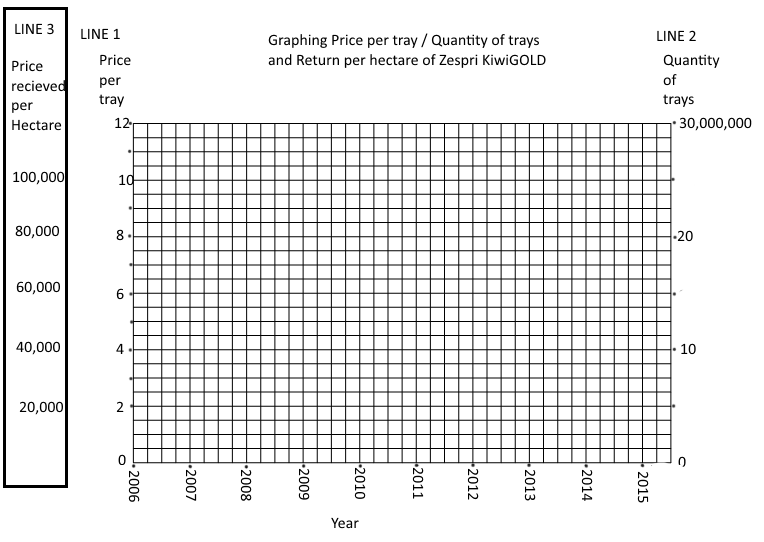 LINE 3
Price
recieved
per
Hectare
100,000
80,000
60,000
40,000
20,000
LINE 1
Price
per
tray
Graphing Price per tray / Quantity of trays
and Return per hectare of Zespri KiwiGOLD
LINE 2
Quantity
of
trays
12
10
8
6
4
2
0
30,000,000
20
10
0
2006
2007
2008
2009
2010
2011
2012
2013
2014
2015
Year